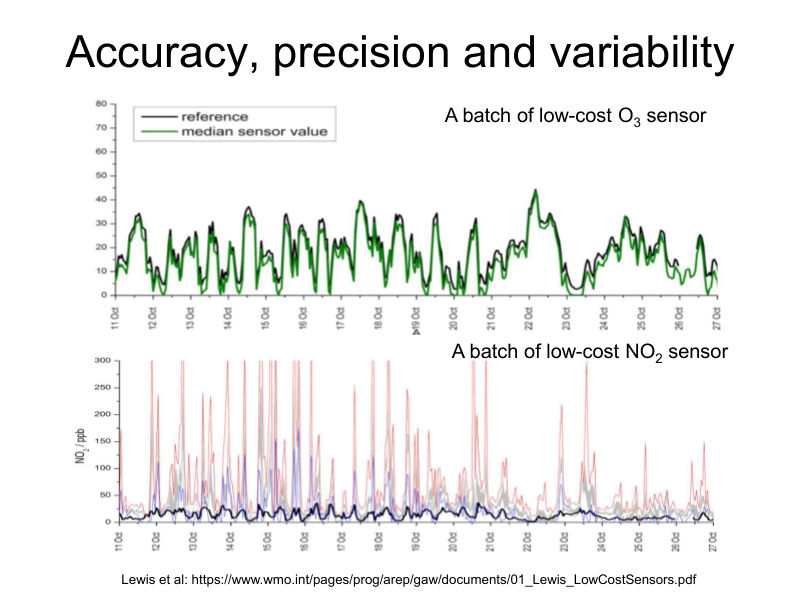 Accuracy, precision and variability
A batch of low-cost O₃ sensor
reference
median sensor value
80
70
60
50
40
30
20
10
0
11 Oct
12 Oct
13 Oct
14 Oct
15 Oct
16 Oct
17 Oct
18 Oct
19 Oct
20 Oct
21 Oct
22 Oct
23 Oct
24 Oct
25 Oct
26 Oct
27 Oct
A
A batch of low-cost NO₂ sensor
NO₂ / ppb
300
250
200
150
100
50
0
11 Oct
12 Oct
13 Oct
14 Oct
15 Oct
16 Oct
17 Oct
18 Oct
19 Oct
20 Oct
21 Oct
22 Oct
23 Oct
24 Oct
25 Oct
26 Oct
27 Oct
Lewis et al: https://www.wmo.int/pages/prog/arep/gaw/documents/01_Lewis_LowCostSensors.pdf